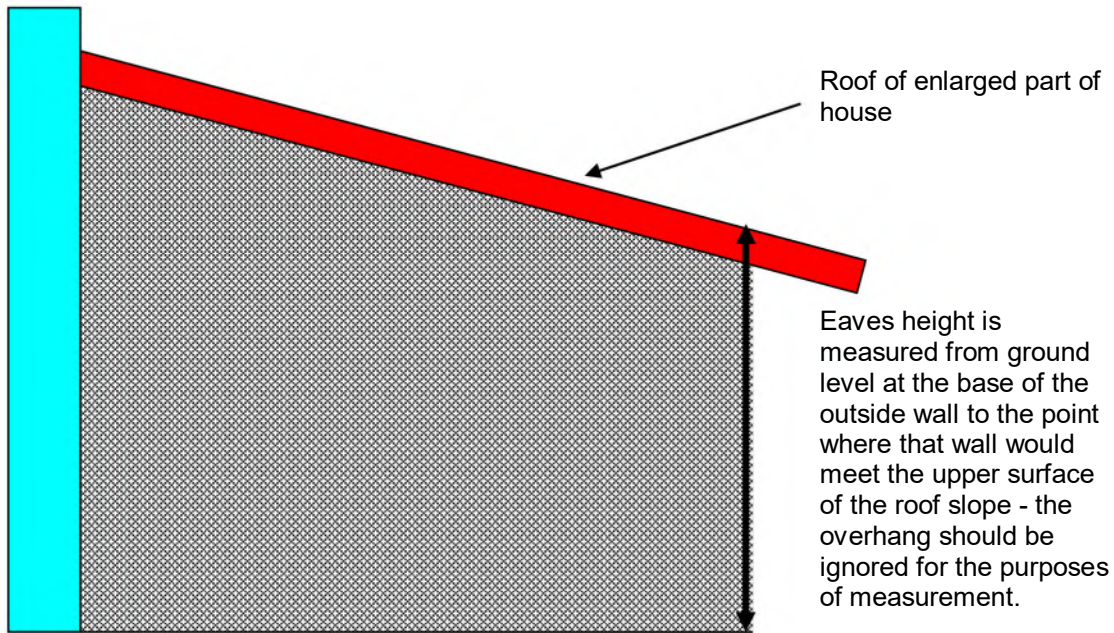 Roof of enlarged part of
house
Eaves height is
measured from ground
level at the base of the
outside wall to the point
where that wall would
meet the upper surface
of the roof slope - the
overhang should be
ignored for the purposes
of measurement.